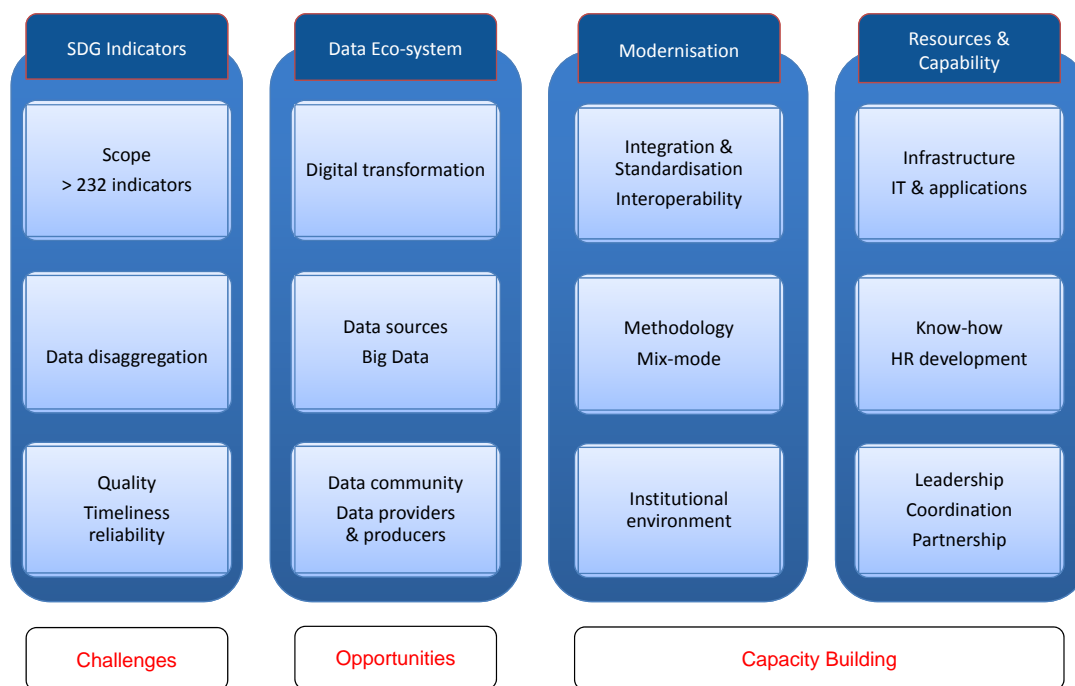 SDG Indicators
Scope
> 232 indicators
Data disaggregation
Quality
Timeliness
reliability
Data Eco-system
Digital transformation
Data sources
Big Data
Data community
Data providers
& producers
Modernisation
Integration &
Standardisation
Interoperability
Methodology
Mix-mode
Institutional
environment
Resources &
Capability
Infrastructure
IT & applications
Know-how
HR development
Leadership
Coordination
Partnership
Challenges
Opportunities
Capacity Building